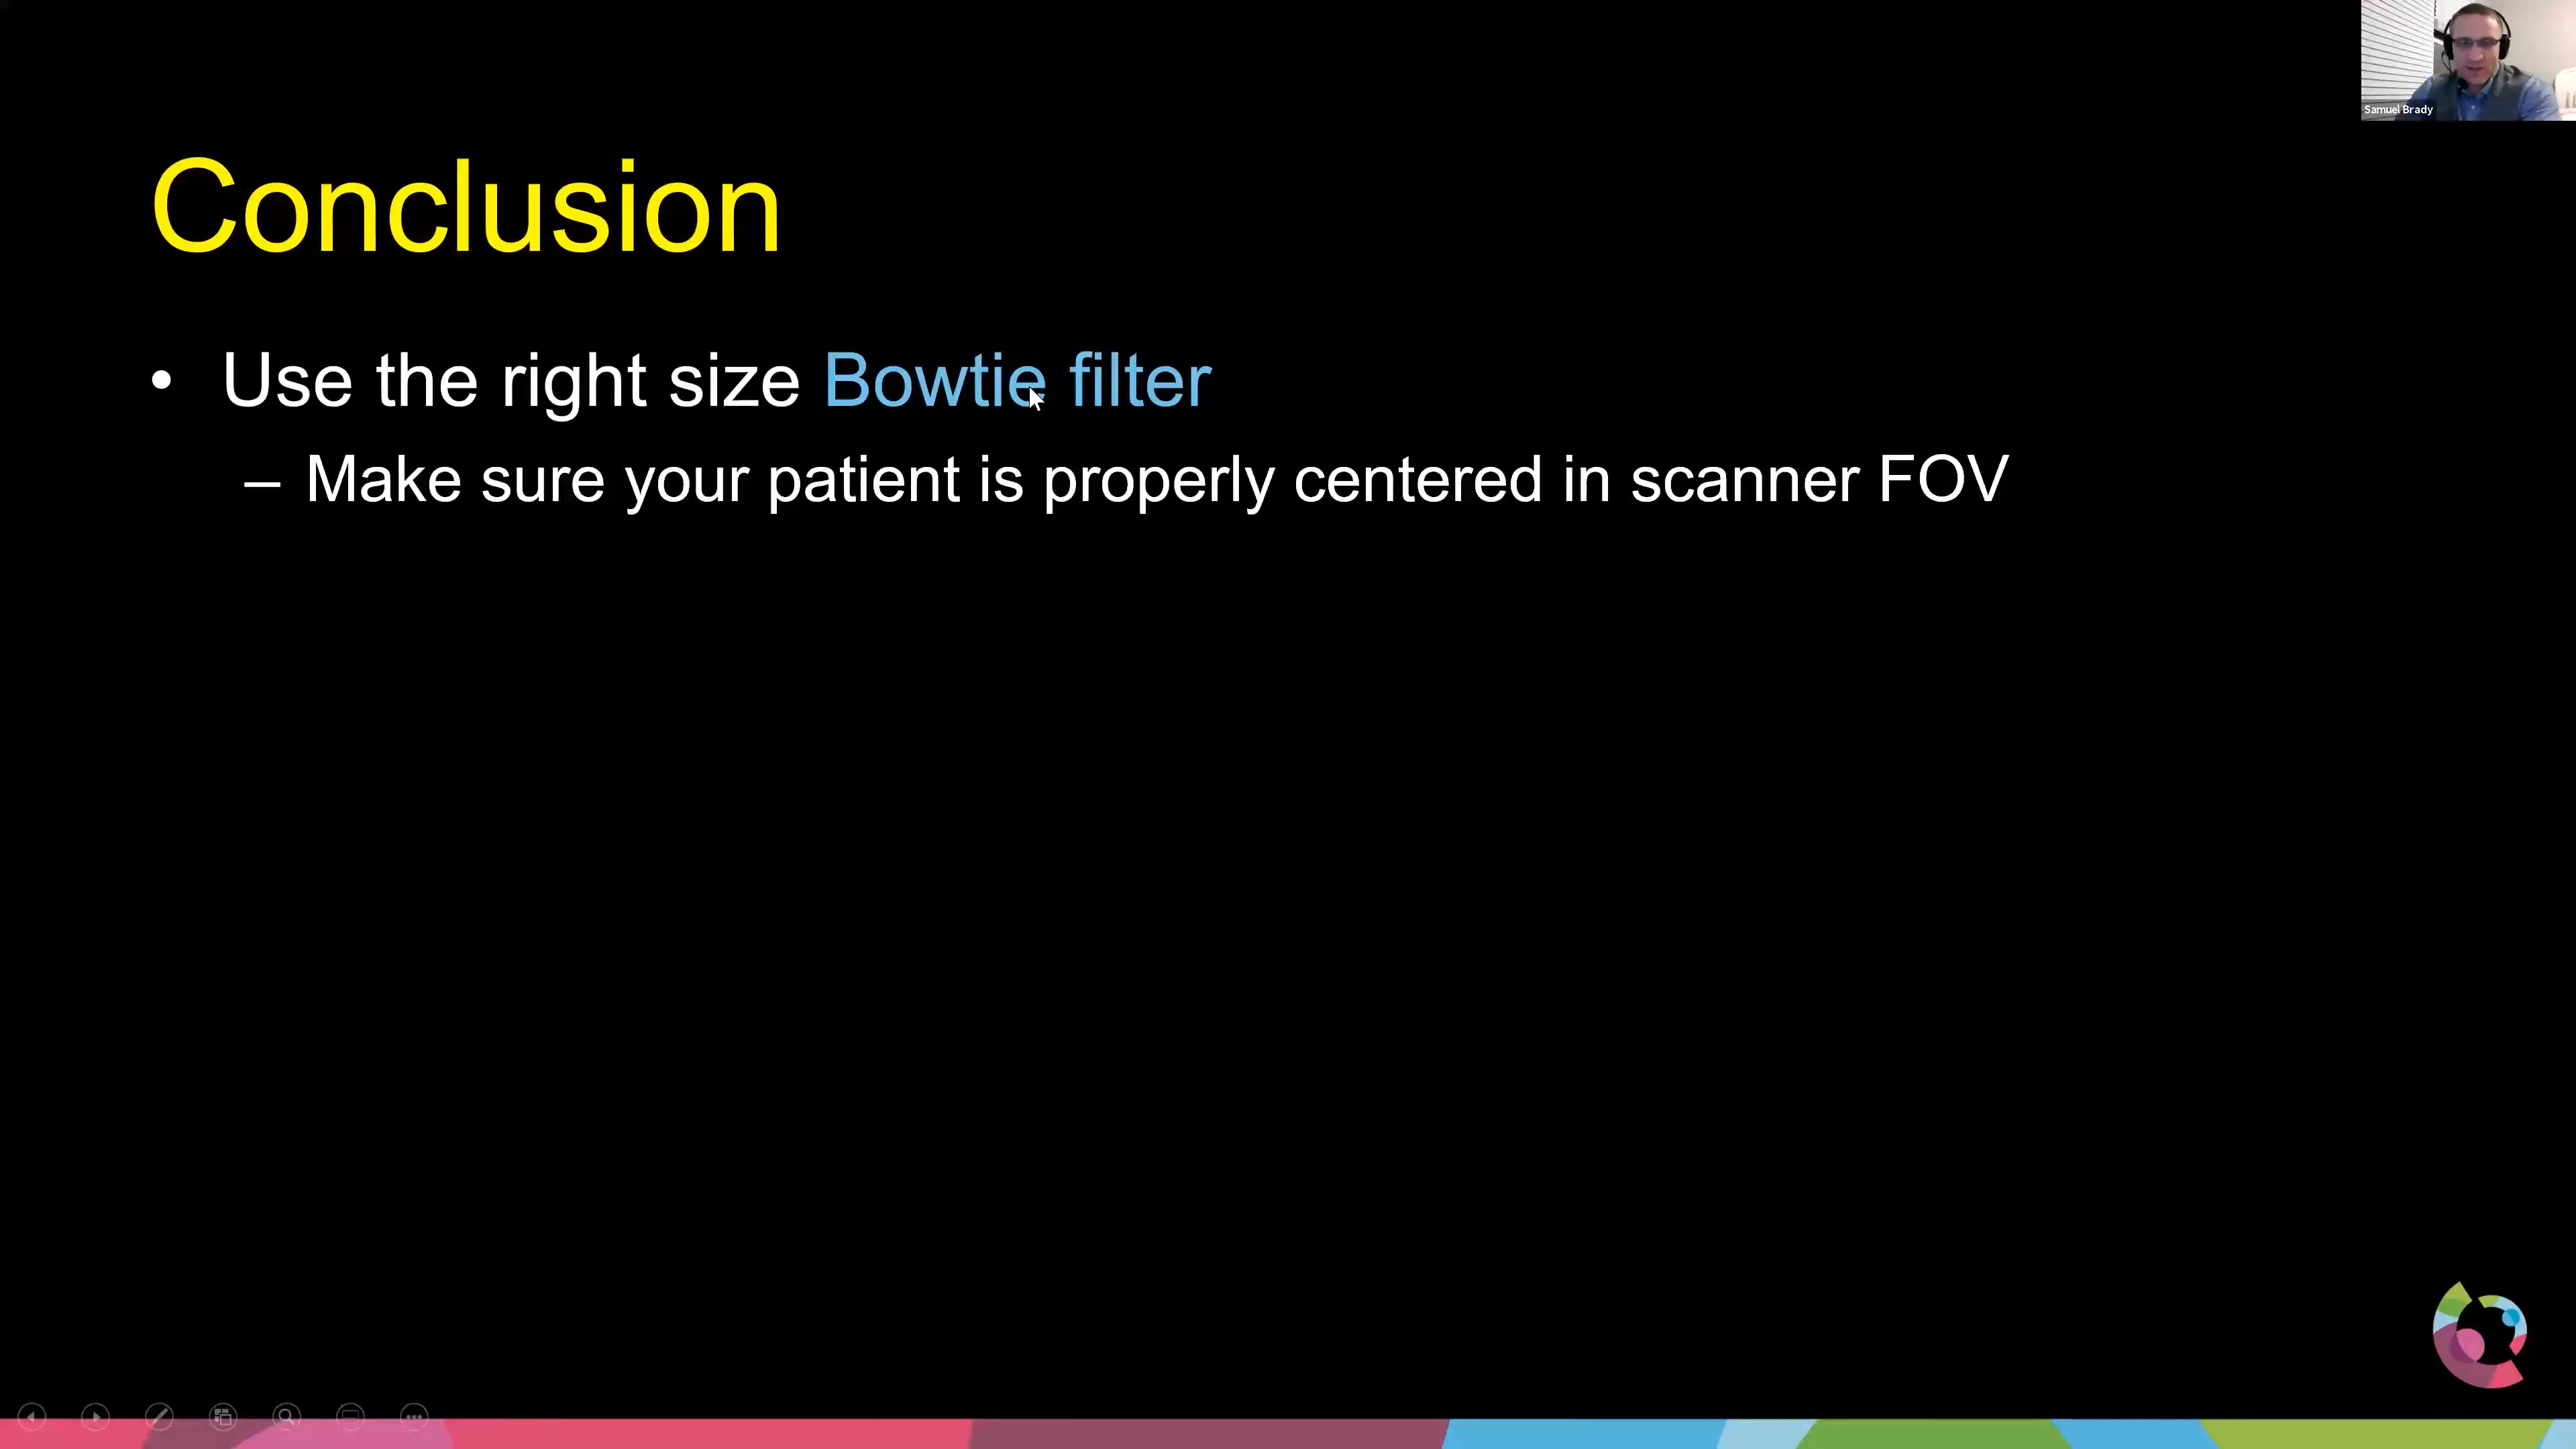 Samuel Brady
Conclusion
• Use the right size Bowtie filter
– Make sure your patient is properly centered in scanner FOV